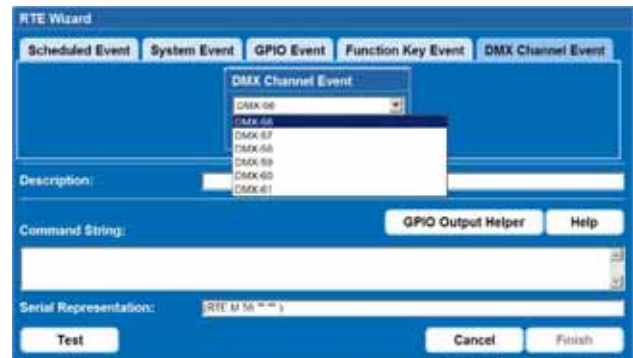 RTE Wizard
Scheduled Event System Event GPIO Event Function Key Event DMX Channel Event
DMX Channel Event
DMX-56
DMX-56
DMX-57
DMX-58
DMX-59
DMX-60
DMX-61
Description:
GPIO Output Helper Help
Command String:
Serial Representation: (RTE M 56 "" "" )
Test Cancel Finish